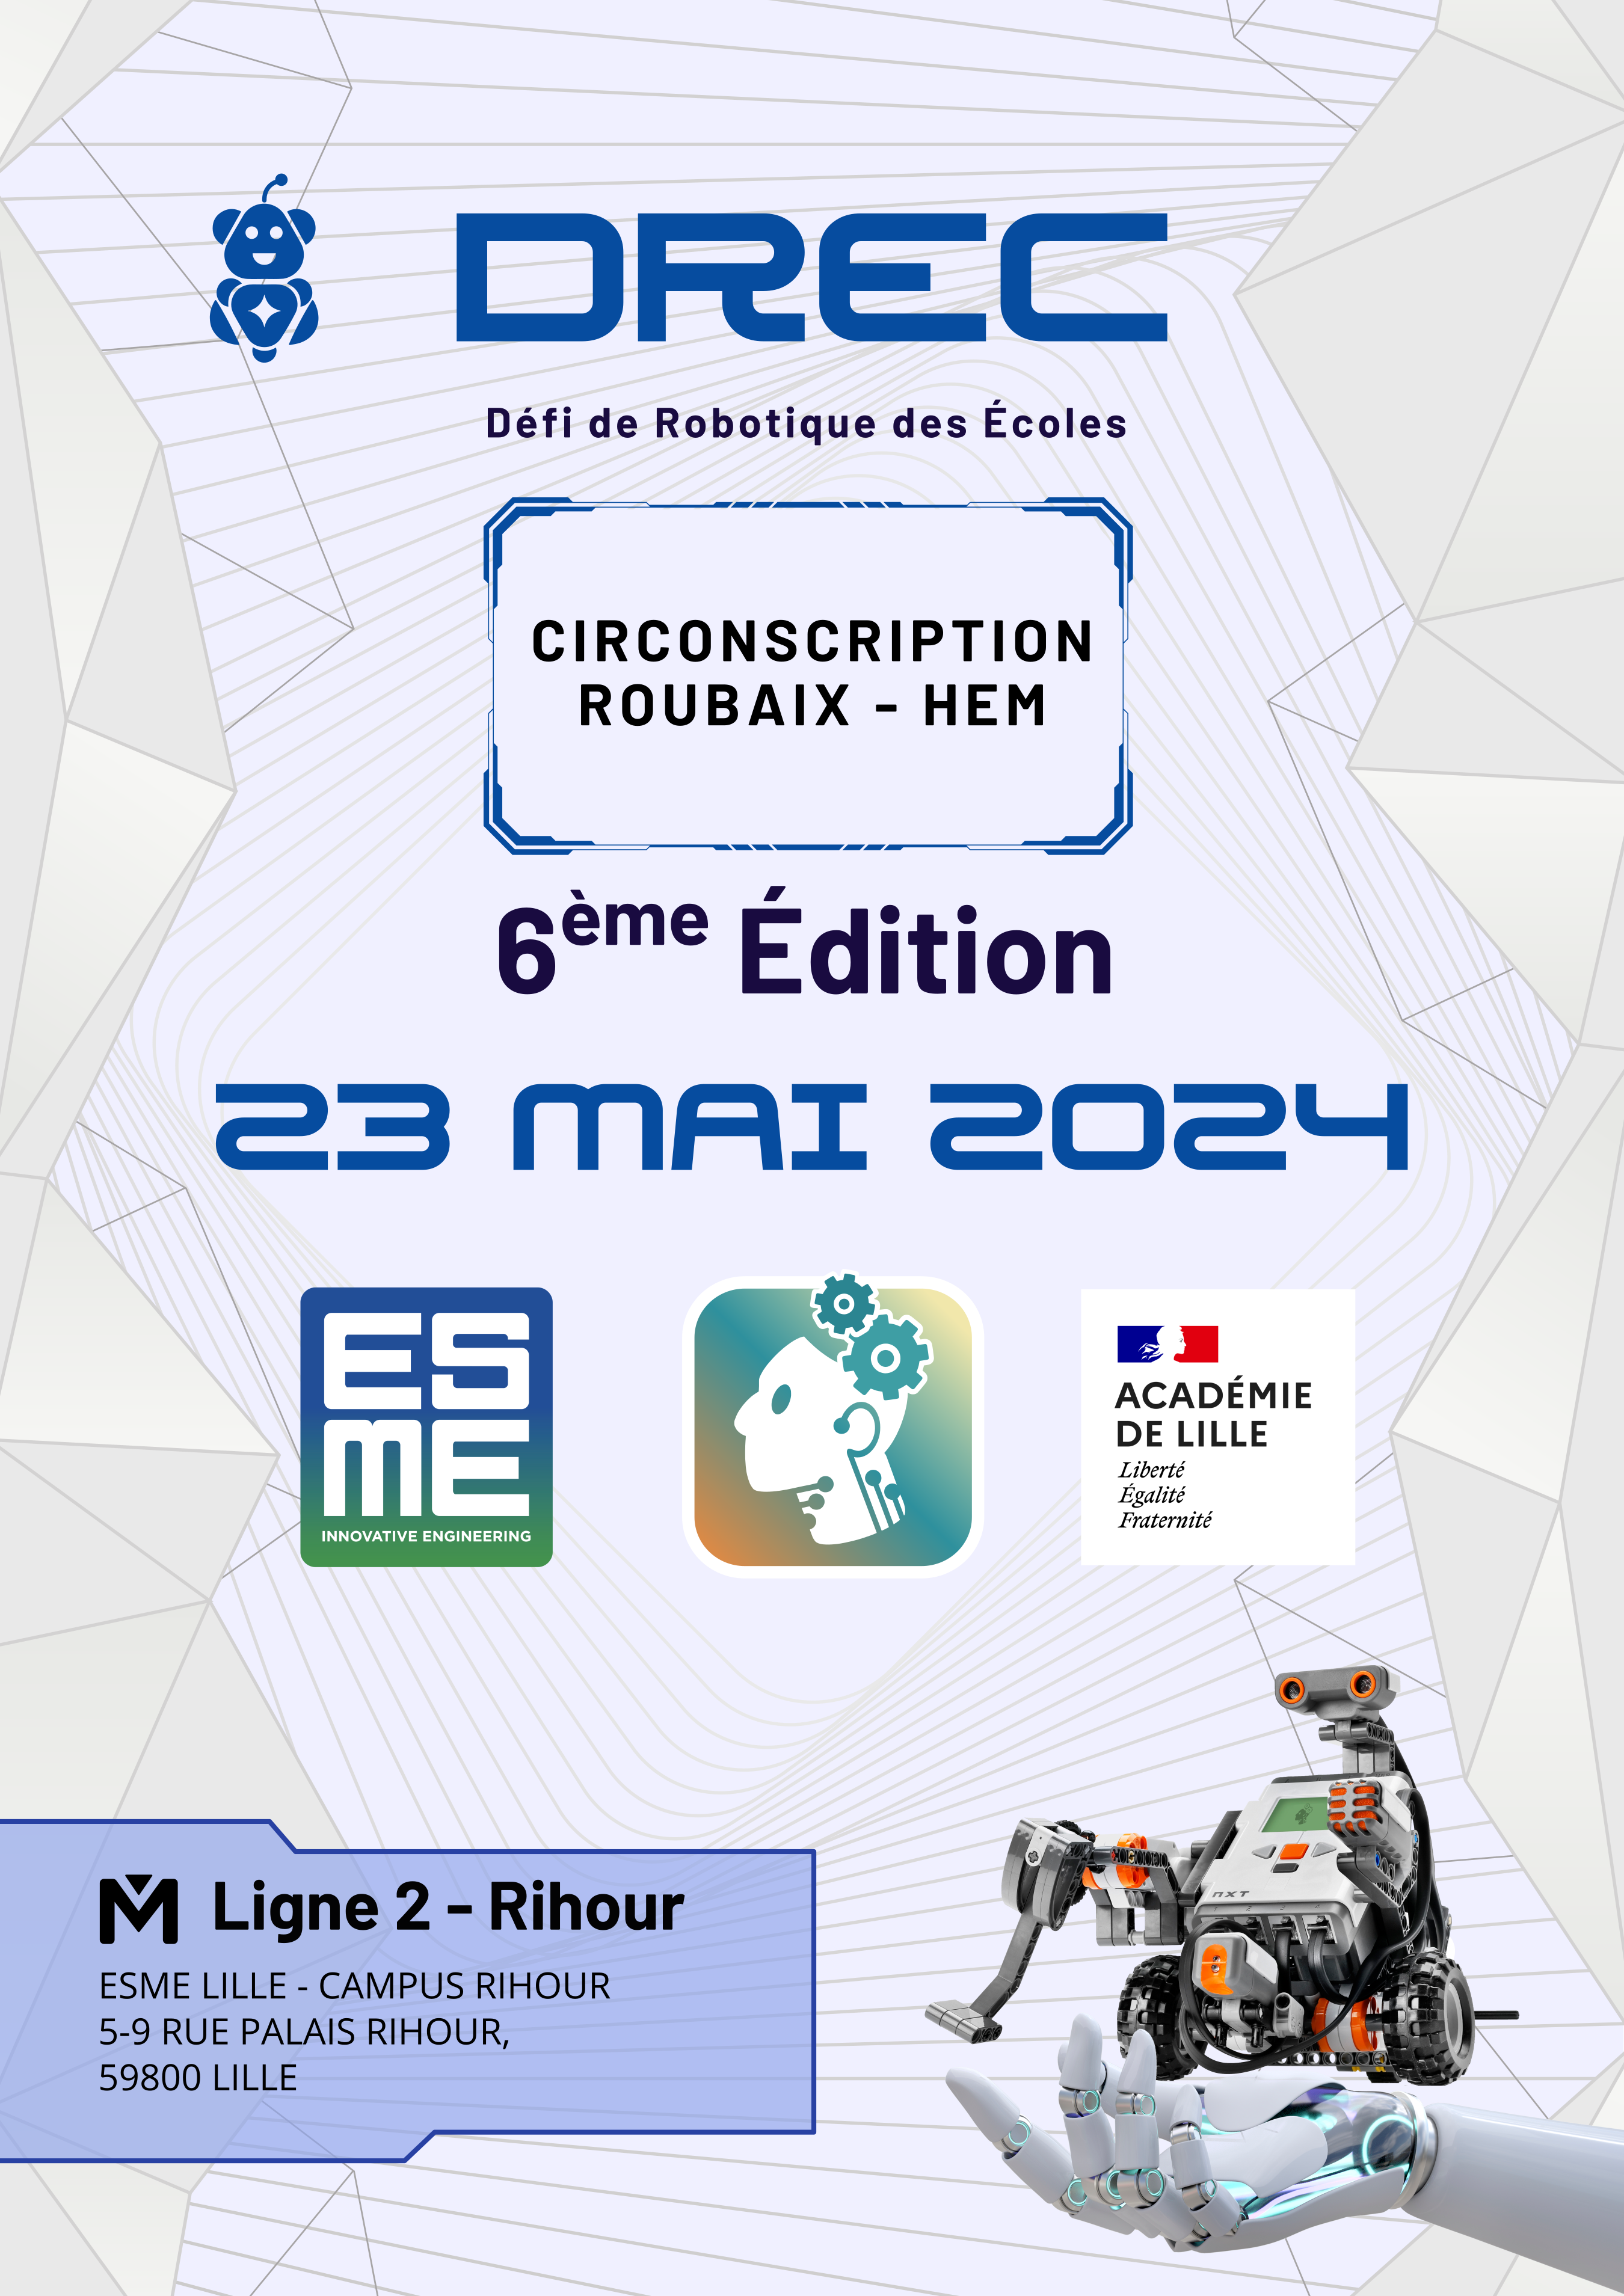 DREC
Défi de Robotique des Écoles
CIRCONSCRIPTION
ROUBAIX - HEM
6ème Édition
23 MAI 2024
ES
ME
INNOVATIVE ENGINEERING
ACADÉMIE
DE LILLE
Liberté
Égalité
Fraternité
NXT
M Ligne 2 - Rihour
ESME LILLE - CAMPUS RIHOUR
5-9 RUE PALAIS RIHOUR,
59800 LILLE